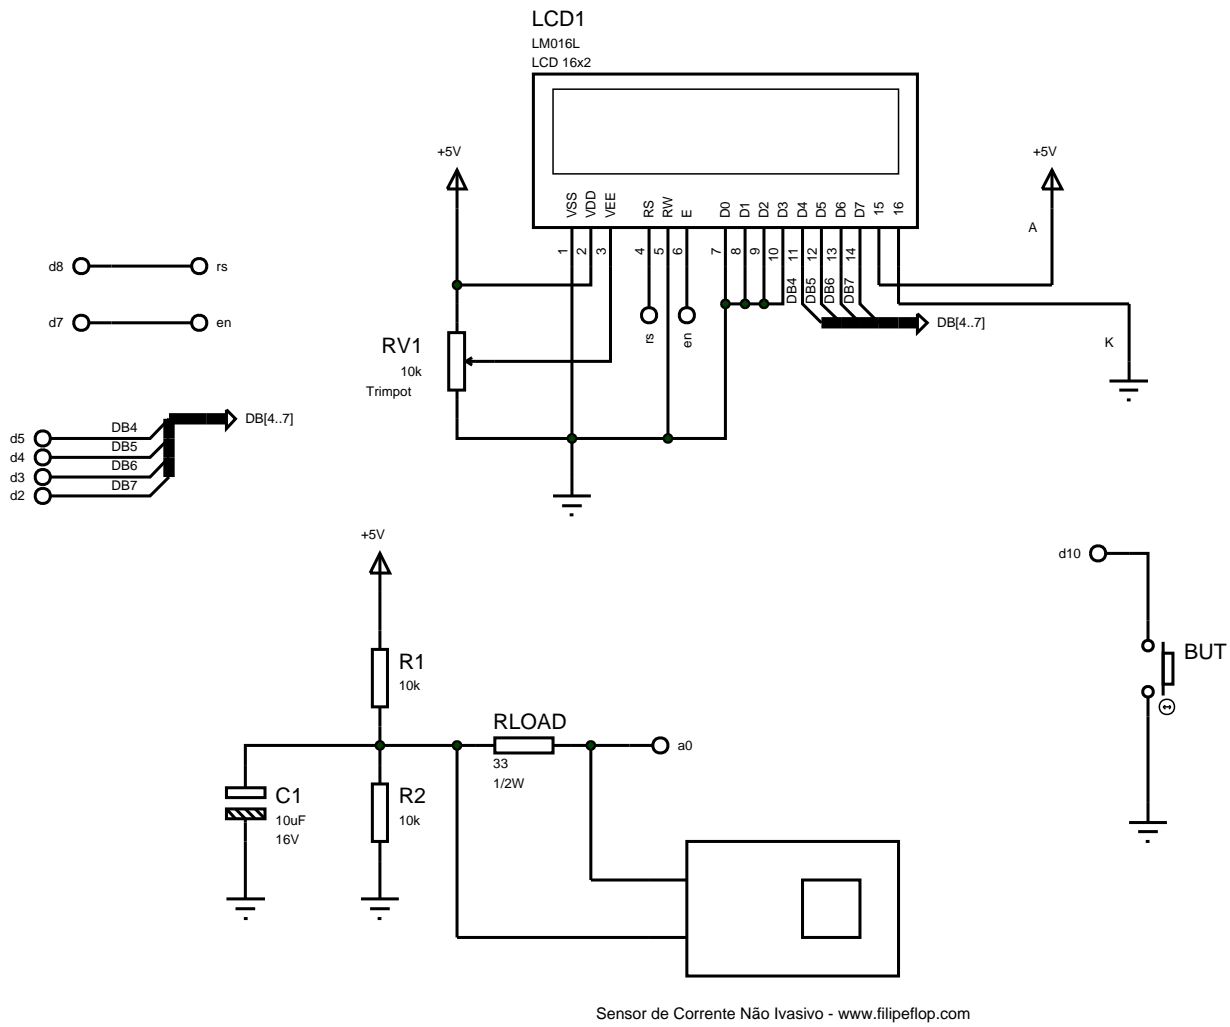 LCD1
LM016L
LCD 16x2
+5V
+5V
VSS
VDD
VEE
RS
RW
E
D0
D1
D2
D3
D4
D5
D6
D7
15
16
1
2
3
4
5
6
7
8
9
10
11
12
13
14
A
d8
rs
DB4
DB5
DB6
DB7
d7
en
rs
en
DB[4..7]
RV1
10k
Trimpot
K
DB[4..7]
d5
DB4
d4
DB5
d3
DB6
d2
DB7
+5V
d10
R1
10k
BUT
RLOAD
33
1/2W
a0
C1
10uF
16V
R2
10k
Sensor de Corrente Não Ivasivo - www.filipeflop.com